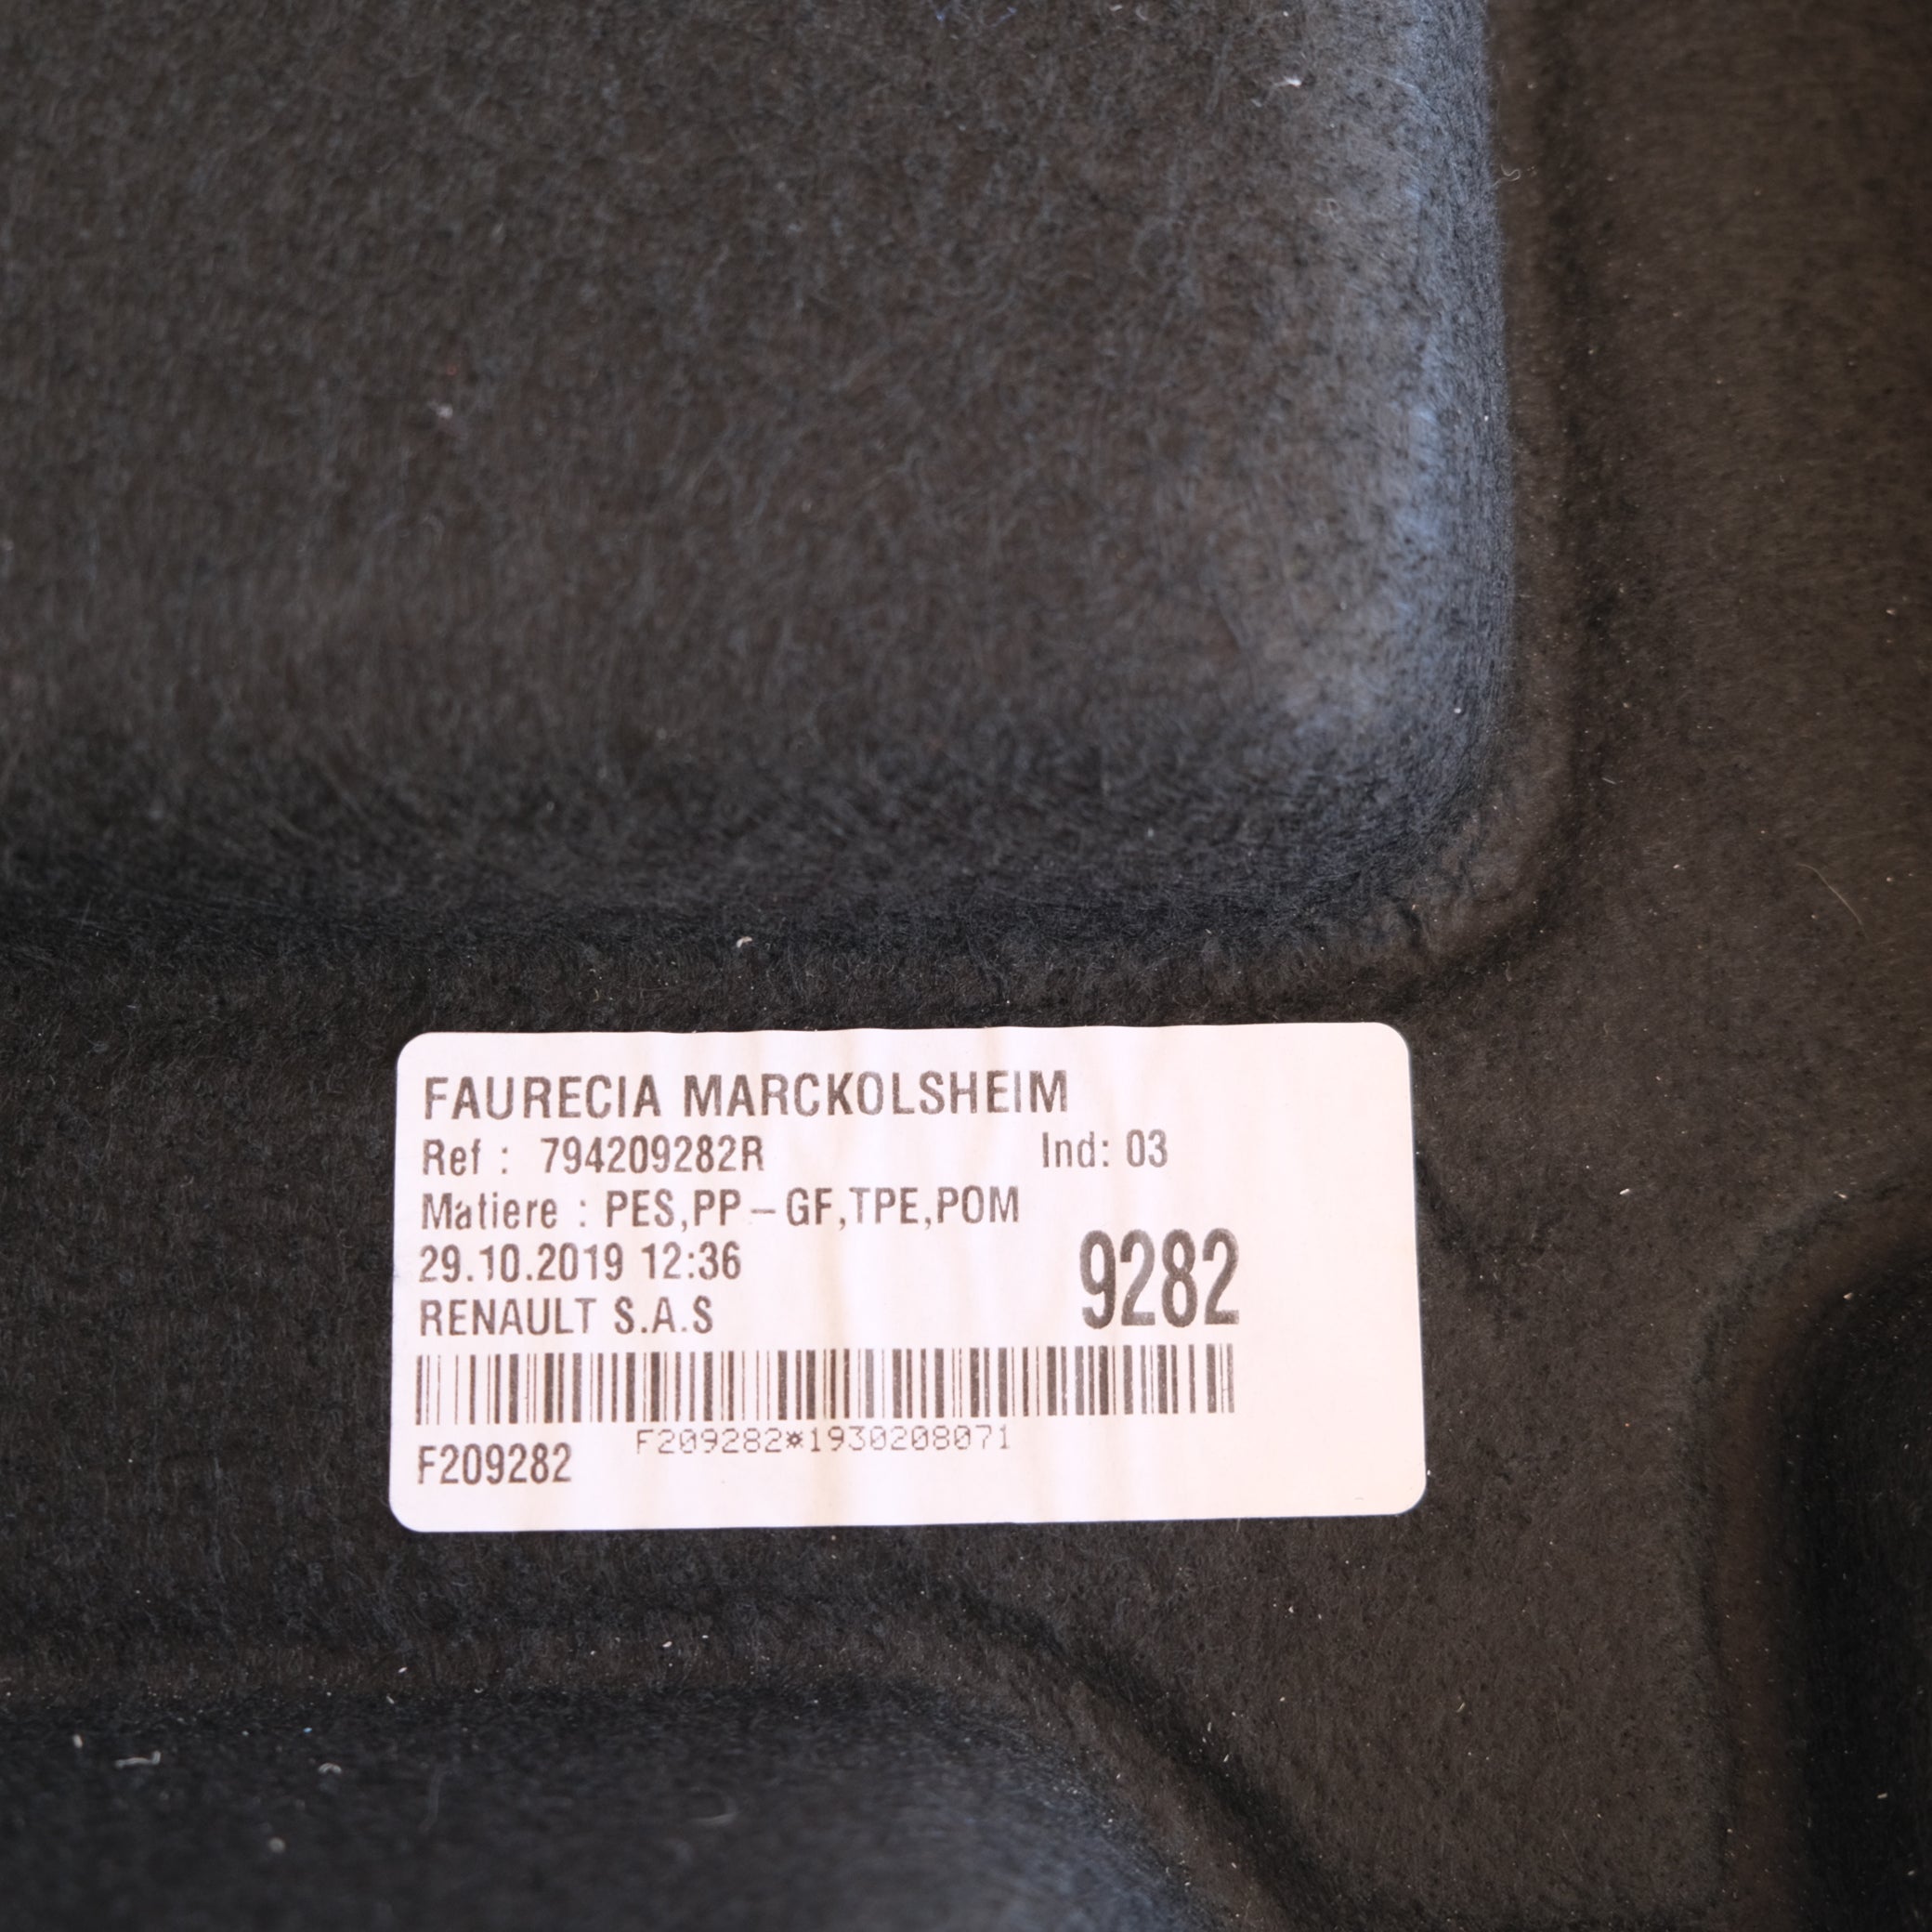 FAURECIA MARCKOLSHEIM
Ref : 794209282R Ind: 03
Matiere : PES,PP-GF,TPE,POM
29.10.2019 12:36
9282
RENAULT S.A.S
F209282*1930208071
F209282